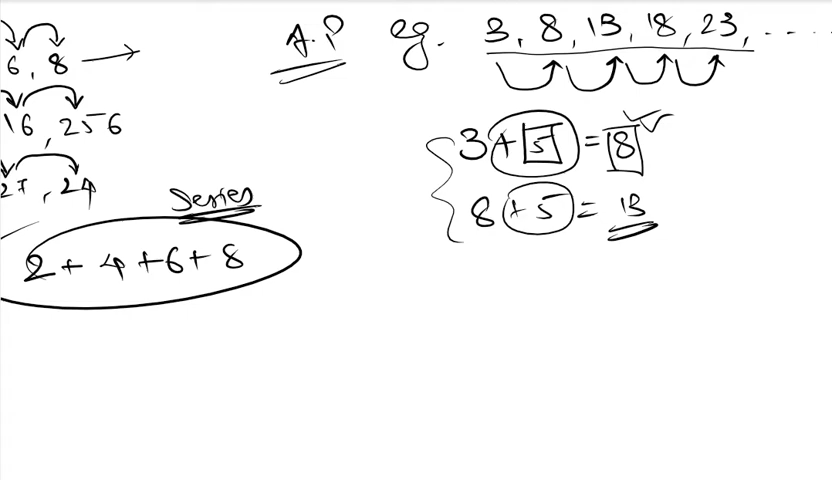 A.P eg. 3, 8, 13, 18, 23, ....
6, 8
16, 256
27, 24
3 + 5 = 8
8 + 5 = 13
Series
2 + 4 + 6 + 8